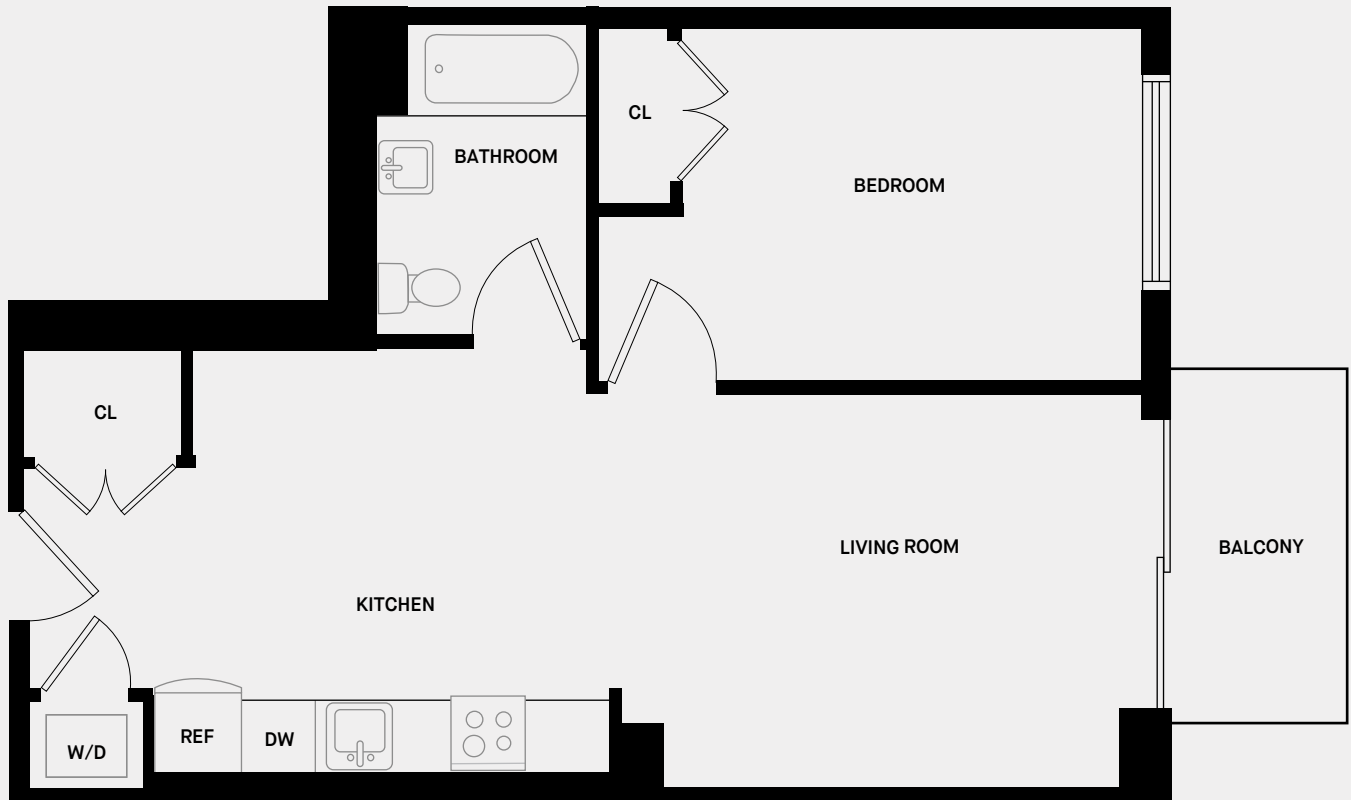 CL
BATHROOM
BEDROOM
CL
LIVING ROOM
BALCONY
KITCHEN
REF
DW
W/D